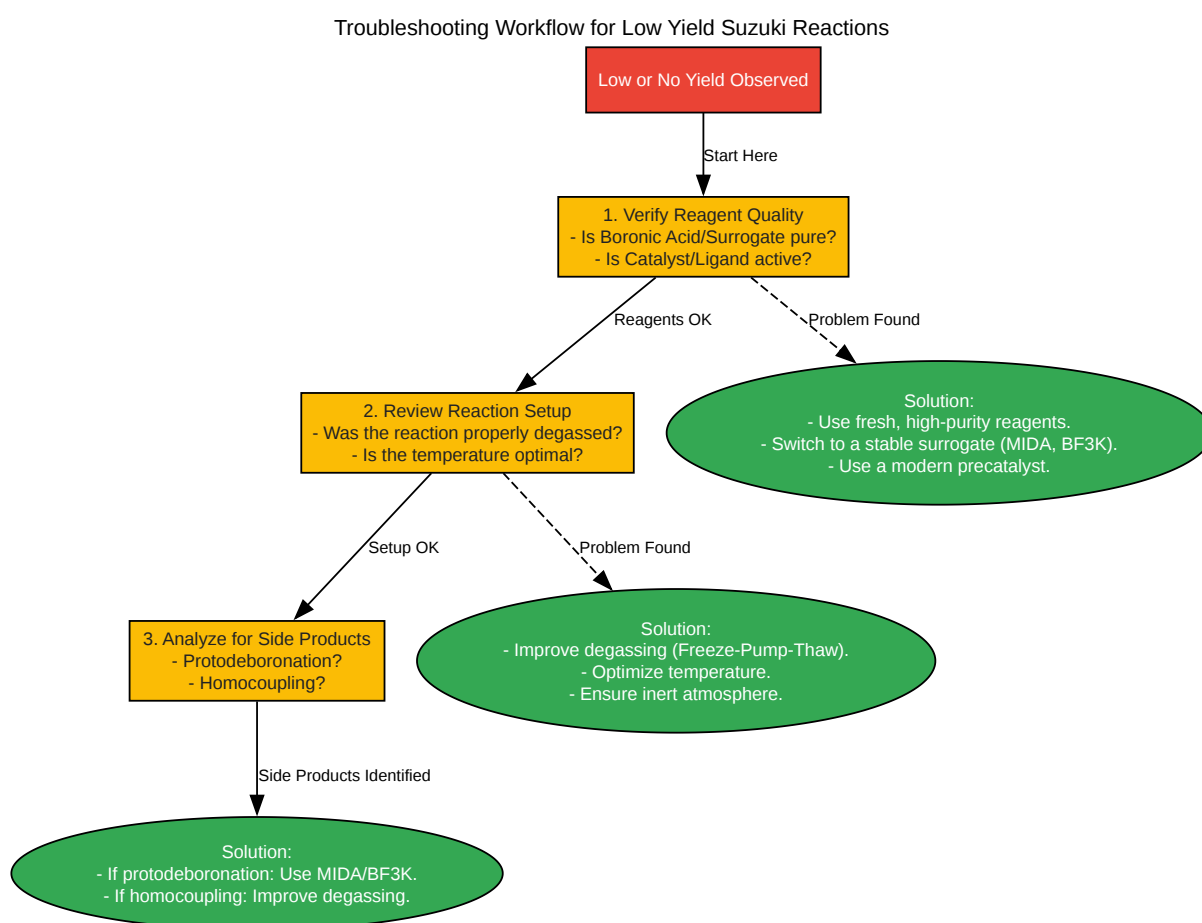 Troubleshooting Workflow for Low Yield Suzuki Reactions
Low or No Yield Observed
Start Here
1. Verify Reagent Quality
- Is Boronic Acid/Surrogate pure?
- Is Catalyst/Ligand active?
Reagents OK
Problem Found
2. Review Reaction Setup
- Was the reaction properly degassed?
- Is the temperature optimal?
Solution:
- Use fresh, high-purity reagents.
- Switch to a stable surrogate (MIDA, BF3K).
- Use a modern precatalyst.
Setup OK
Problem Found
3. Analyze for Side Products
- Protodeboronation?
- Homocoupling?
Solution:
- Improve degassing (Freeze-Pump-Thaw).
- Optimize temperature.
- Ensure inert atmosphere.
Side Products Identified
Solution:
- If protodeboronation: Use MIDA/BF3K.
- If homocoupling: Improve degassing.